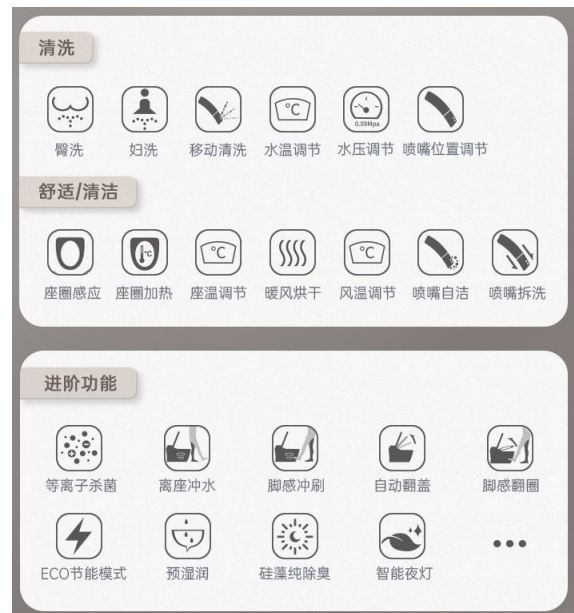 清洗
°C
0.09Mpa
臀洗 妇洗 移动清洗 水温调节 水压调节 喷嘴位置调节
舒适/清洁
°C °C °C
座圈感应 座圈加热 座温调节 暖风烘干 风温调节 喷嘴自洁 喷嘴拆洗
进阶功能
等离子杀菌 离座冲水 脚感冲刷 自动翻盖 脚感翻圈
ECO节能模式 预湿润 硅藻纯除臭 智能夜灯